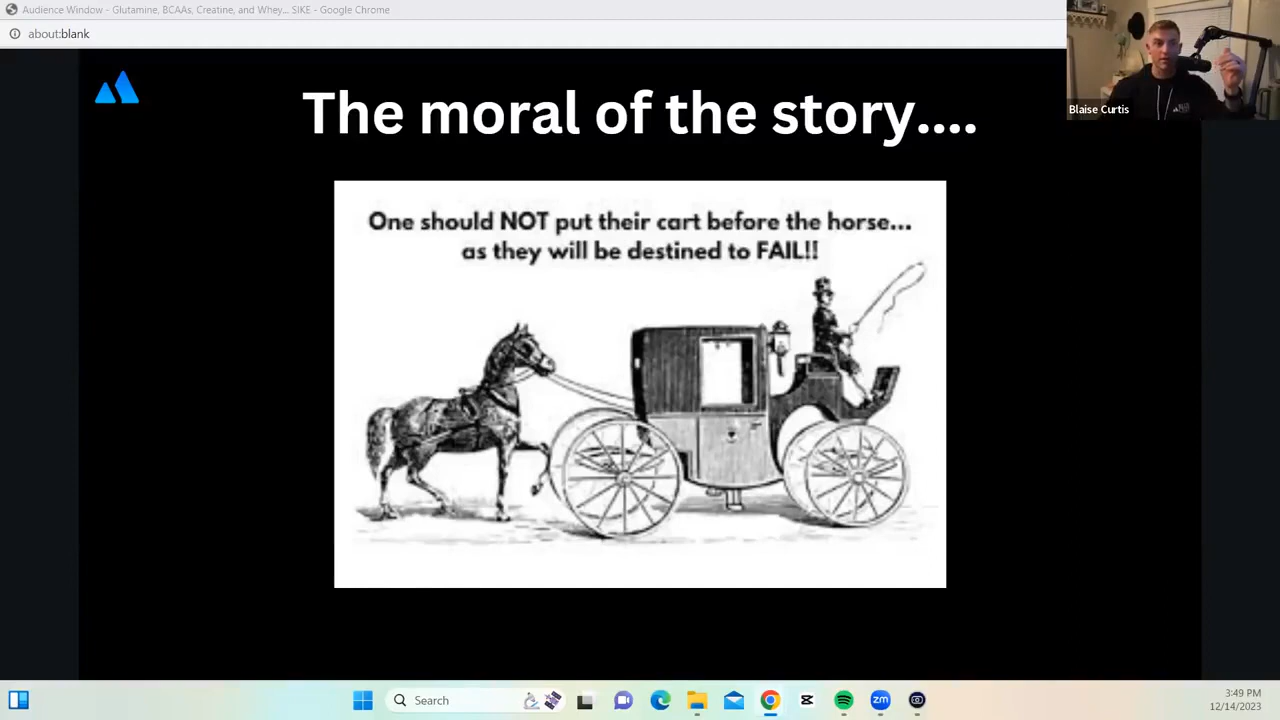 Audience Window - Glutamine, BCAAs, Creatine, and Whey... SIKE - Google Chrome
about:blank
The moral of the story....
Blaise Curtis
One should NOT put their cart before the horse...
as they will be destined to FAIL!!
Search
zm
3:49 PM
12/14/2023